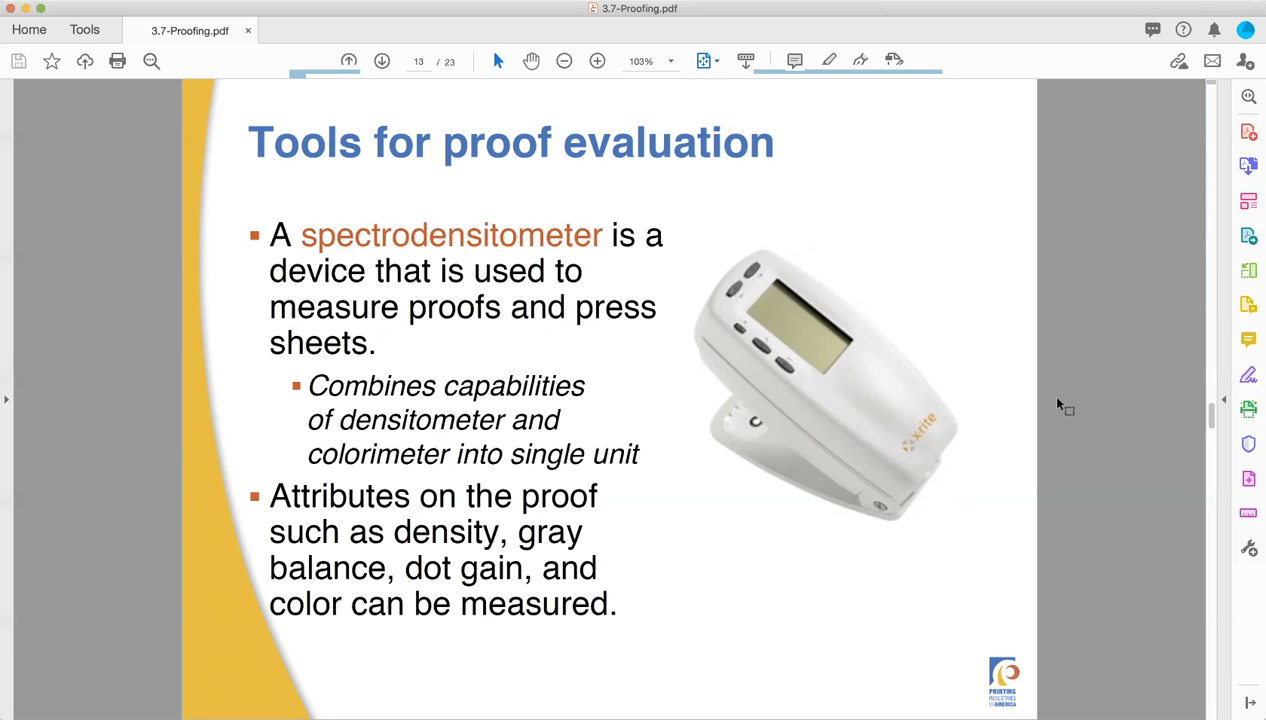 3.7-Proofing.pdf
Home
Tools
3.7-Proofing.pdf
13 / 23
103%
Tools for proof evaluation
A spectrodensitometer is a
device that is used to
measure proofs and press
sheets.
Combines capabilities
of densitometer and
colorimeter into single unit
Attributes on the proof
such as density, gray
balance, dot gain, and
color can be measured.
x-rite
PRINTING
INDUSTRIES
OF AMERICA